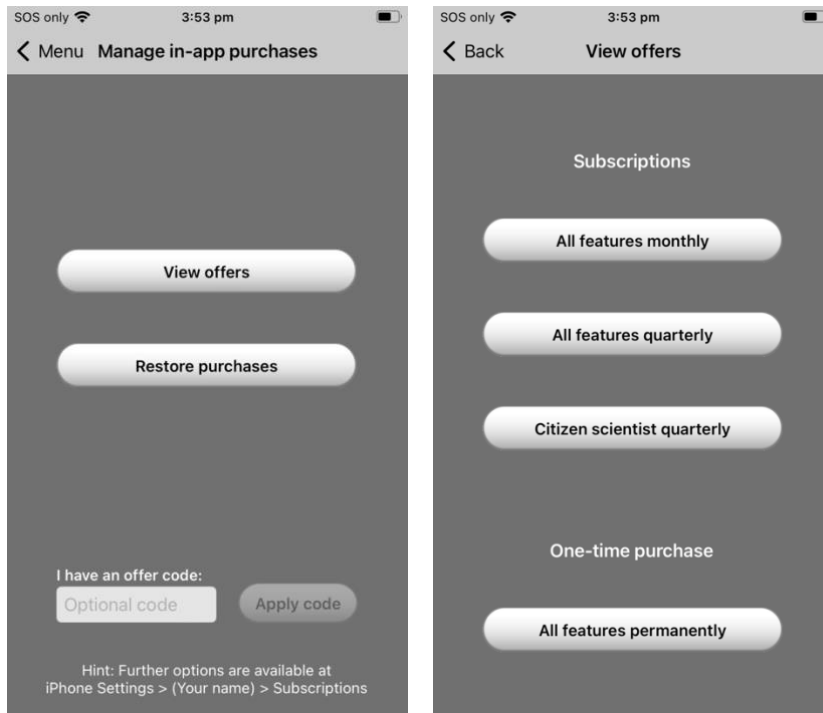 SOS only 3:53 pm
Menu Manage in-app purchases
View offers
Restore purchases
I have an offer code:
Optional code Apply code
Hint: Further options are available at
iPhone Settings > (Your name) > Subscriptions
SOS only 3:53 pm
Back View offers
Subscriptions
All features monthly
All features quarterly
Citizen scientist quarterly
One-time purchase
All features permanently